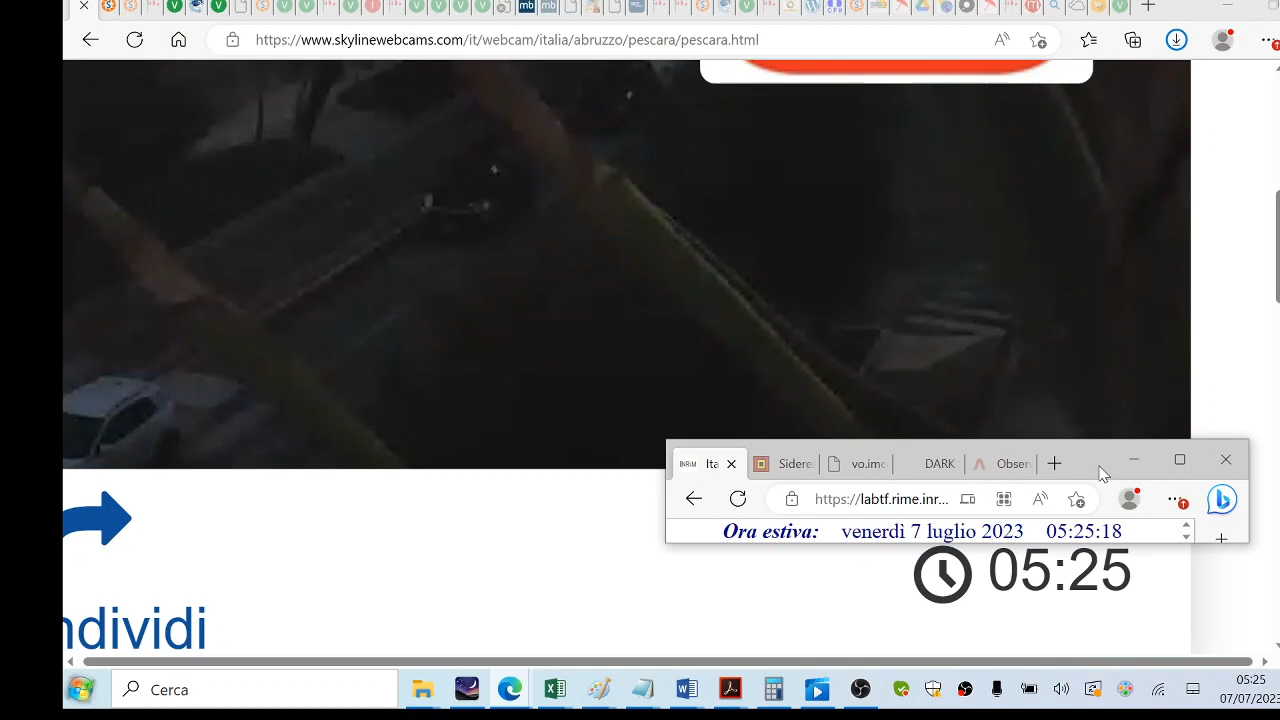 https://www.skylinewebcams.com/it/webcam/italia/abruzzo/pescara/pescara.html
INRiM Ita
Sidere
vo.imc
DARK
Obser
https://labtf.rime.inr...
Ora estiva: venerdì 7 luglio 2023 05:25:18
05:25
ndividi
Cerca
05:25
07/07/202